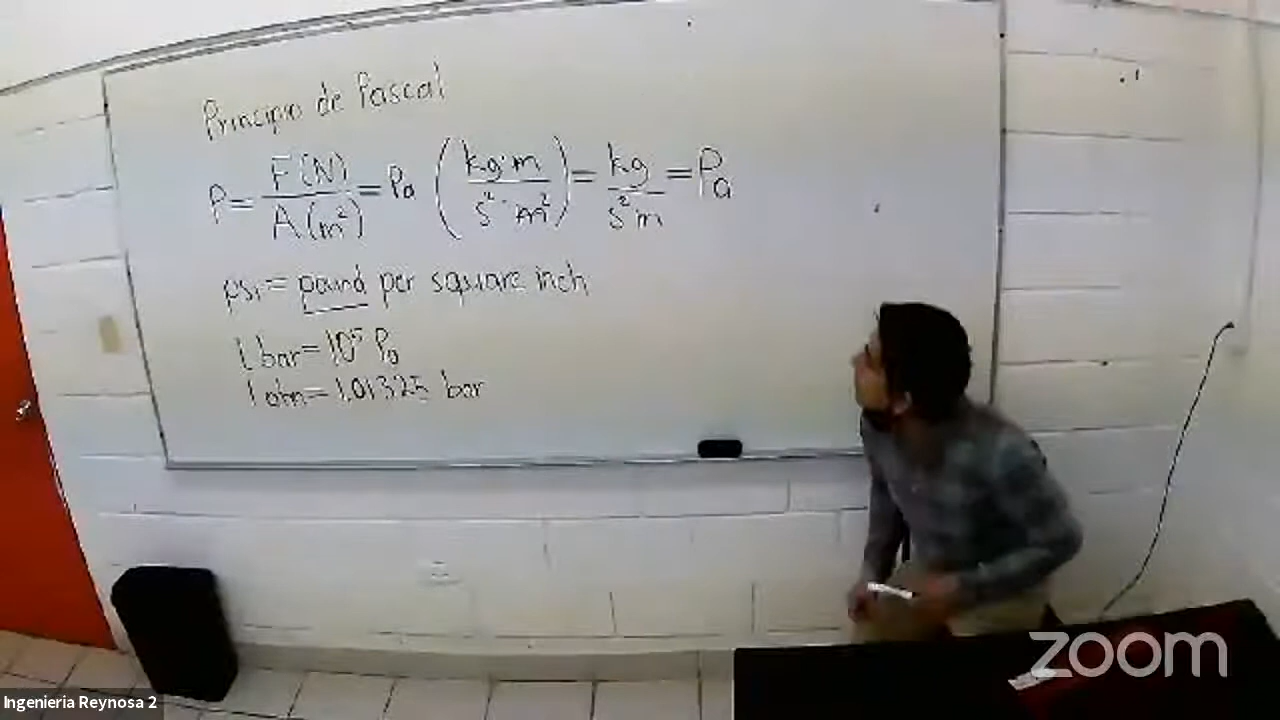 Principio de Pascal
P = F(N) / A(m²) = Pa (kg·m / s²·m²) = kg / s²m = Pa
psi = pound per square inch
1 bar = 10⁵ Pa
1 atm = 1.01325 bar
zoom
Ingenieria Reynosa 2